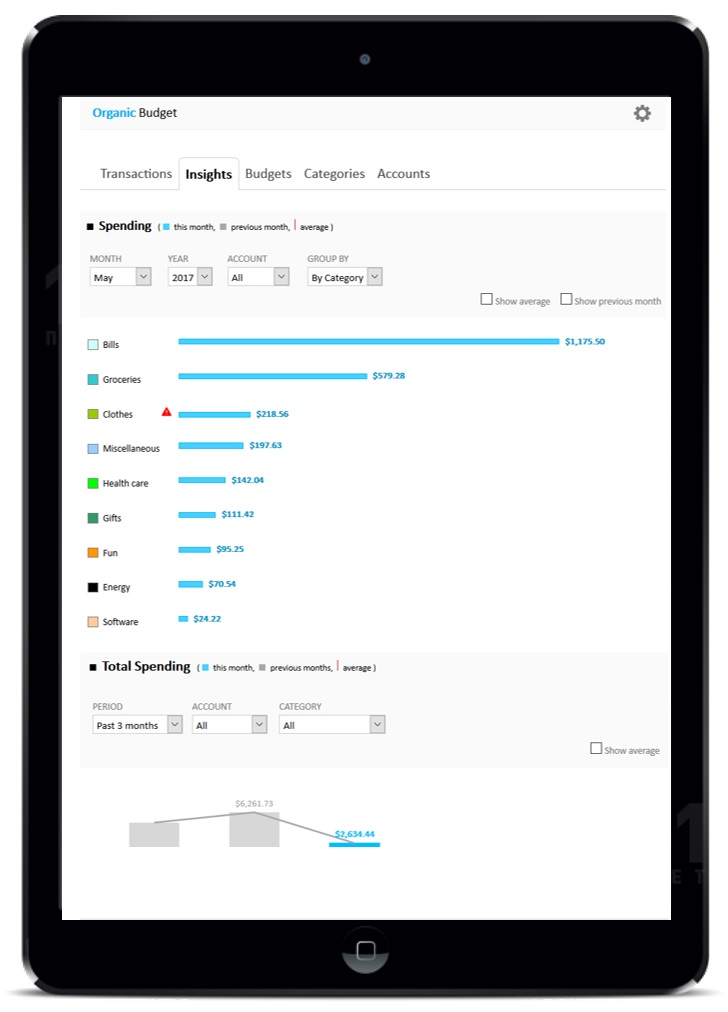 Organic Budget
Transactions Insights Budgets Categories Accounts
Spending ( this month, previous month, average )
MONTH YEAR ACCOUNT GROUP BY
May 2017 All By Category
Show average Show previous month
Bills $1,175.50
Groceries $579.28
Clothes $218.56
Miscellaneous $197.63
Health care $142.04
Gifts $111.42
Fun $95.25
Energy $70.54
Software $24.22
Total Spending ( this month, previous months, average )
PERIOD ACCOUNT CATEGORY
Past 3 months All All
Show average
$6,261.73
$2,634.44